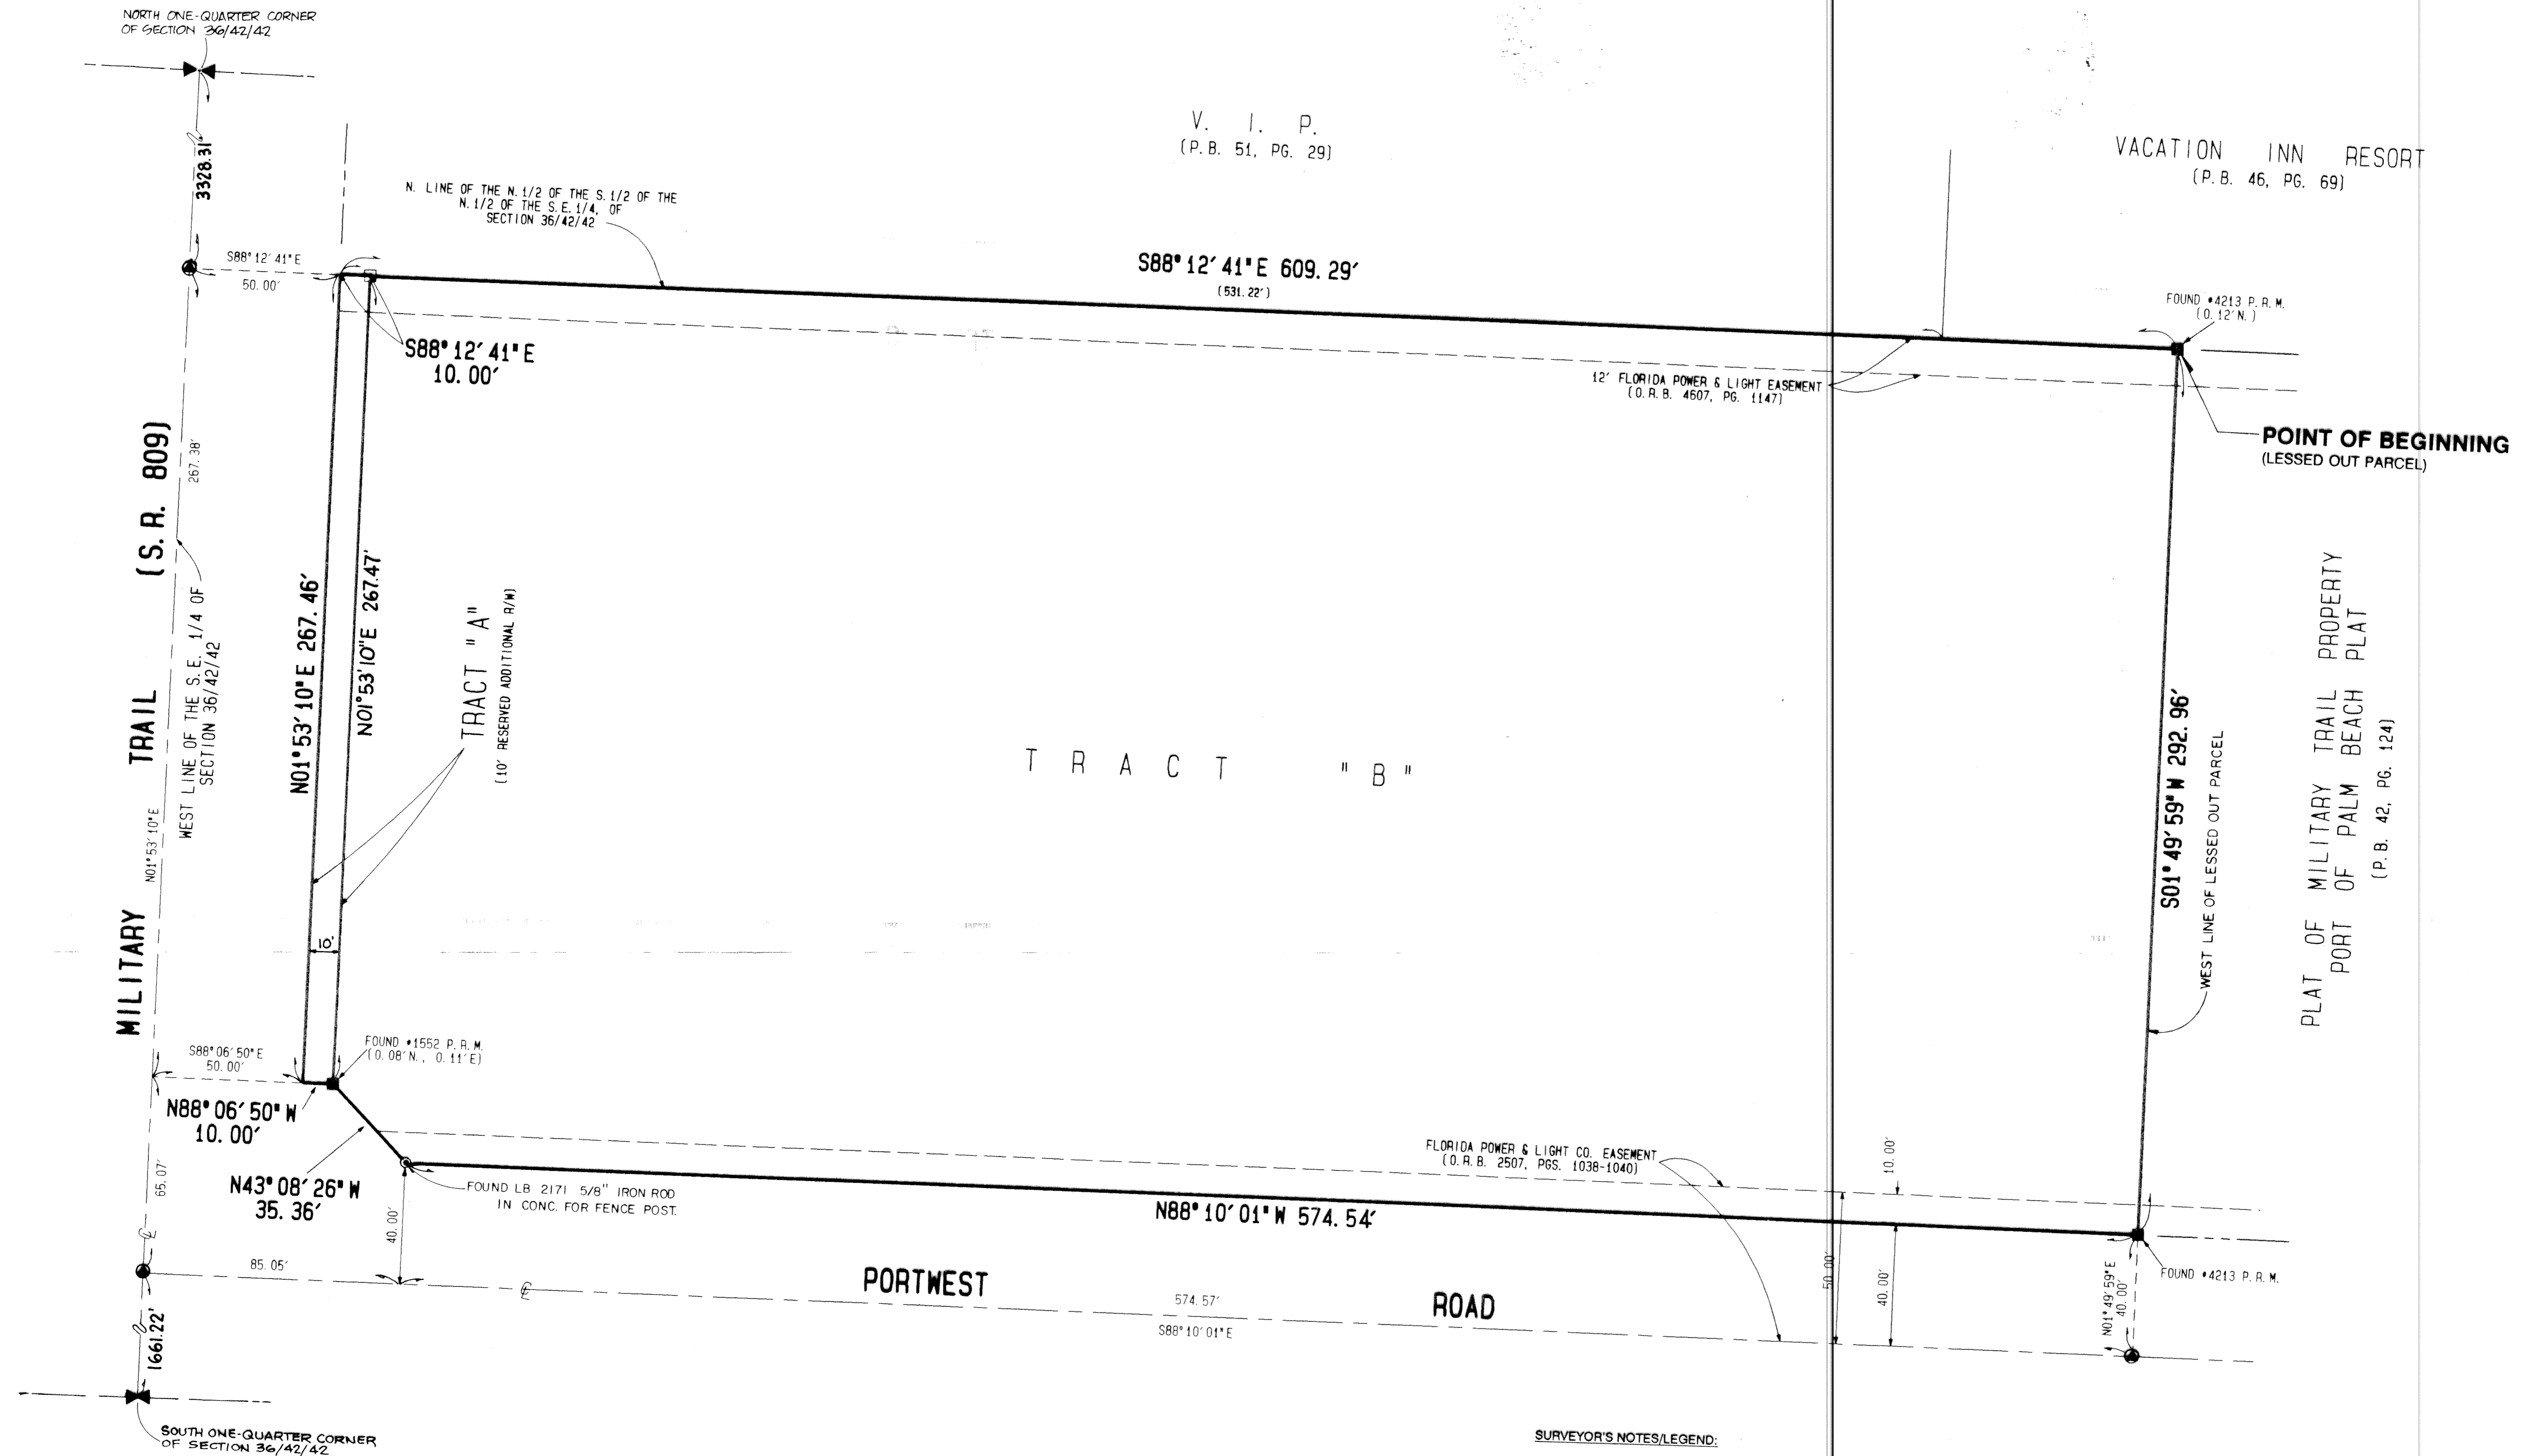 NORTH ONE-QUARTER CORNER
OF SECTION 36/42/42
3328.31'
V. I. P.
(P.B. 51, PG. 29)
VACATION INN RESORT
(P.B. 46, PG. 69)
N. LINE OF THE N. 1/2 OF THE S. 1/2 OF THE
N. 1/2 OF THE S.E. 1/4, OF
SECTION 36/42/42
S88°12'41"E
50.00'
S88°12'41"E 609.29'
(531.22')
FOUND #4213 P.R.M.
(0.12'N.)
S88°12'41"E
10.00'
12' FLORIDA POWER & LIGHT EASEMENT
(O.R.B. 4607, PG. 1147)
POINT OF BEGINNING
(LESSED OUT PARCEL)
MILITARY TRAIL (S.R. 809)
267.38'
WEST LINE OF THE S.E. 1/4 OF
SECTION 36/42/42
N01°53'10"E
N01°53'10"E 267.46'
N01°53'10"E 267.47'
TRACT "A"
(10' RESERVED ADDITIONAL R/W)
10'
TRACT "B"
S01°49'59"W 292.96'
WEST LINE OF LESSED OUT PARCEL
PLAT OF MILITARY TRAIL PROPERTY
PORT OF PALM BEACH PLAT
(P.B. 42, PG. 124)
S88°06'50"E
50.00'
FOUND #1552 P.R.M.
(0.08'N., 0.11'E)
N88°06'50"W
10.00'
N43°08'26"W
35.36'
65.07'
FOUND LB 2171 5/8" IRON ROD
IN CONC. FOR FENCE POST.
40.00'
FLORIDA POWER & LIGHT CO. EASEMENT
(O.R.B. 2507, PGS. 1038-1040)
10.00'
N88°10'01"W 574.54'
50.00'
40.00'
FOUND #4213 P.R.M.
N01°49'59"E
40.00'
℄
85.05'
℄
PORTWEST ROAD
574.57'
S88°10'01"E
1661.22'
SOUTH ONE-QUARTER CORNER
OF SECTION 36/42/42
SURVEYOR'S NOTES/LEGEND: